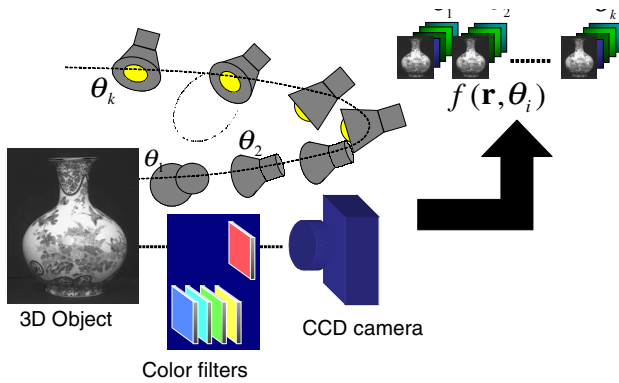 θₖ
θ₁
θ₂
f(r, θᵢ)
3D Object
CCD camera
Color filters